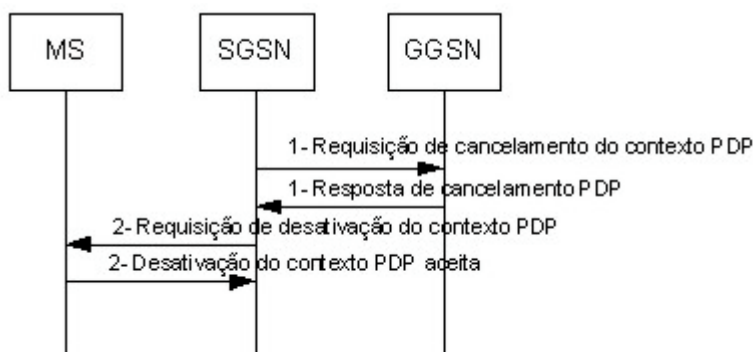 MS
SGSN
GGSN
1- Requisição de cancelamento do contexto PDP
1- Resposta de cancelamento PDP
2- Requisição de desativação do contexto PDP
2- Desativação do contexto PDP aceita